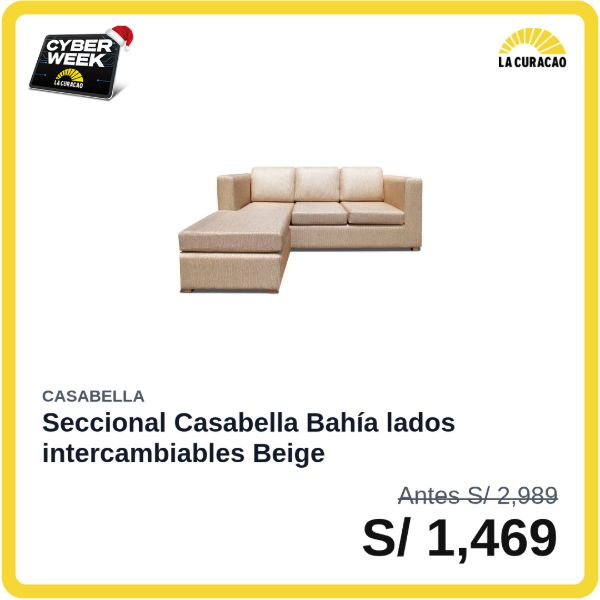 CYBER
WEEK
LA CURACAO
LA CURACAO
CASABELLA
Seccional Casabella Bahía lados
intercambiables Beige
Antes S/ 2,989
S/ 1,469